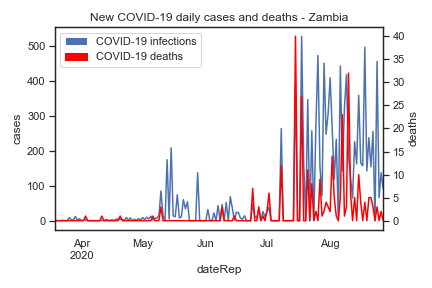 New COVID-19 daily cases and deaths - Zambia
COVID-19 infections
COVID-19 deaths
500
400
300
200
100
0
cases
40
35
30
25
20
15
10
5
0
deaths
Apr
2020
May
Jun
Jul
Aug
dateRep